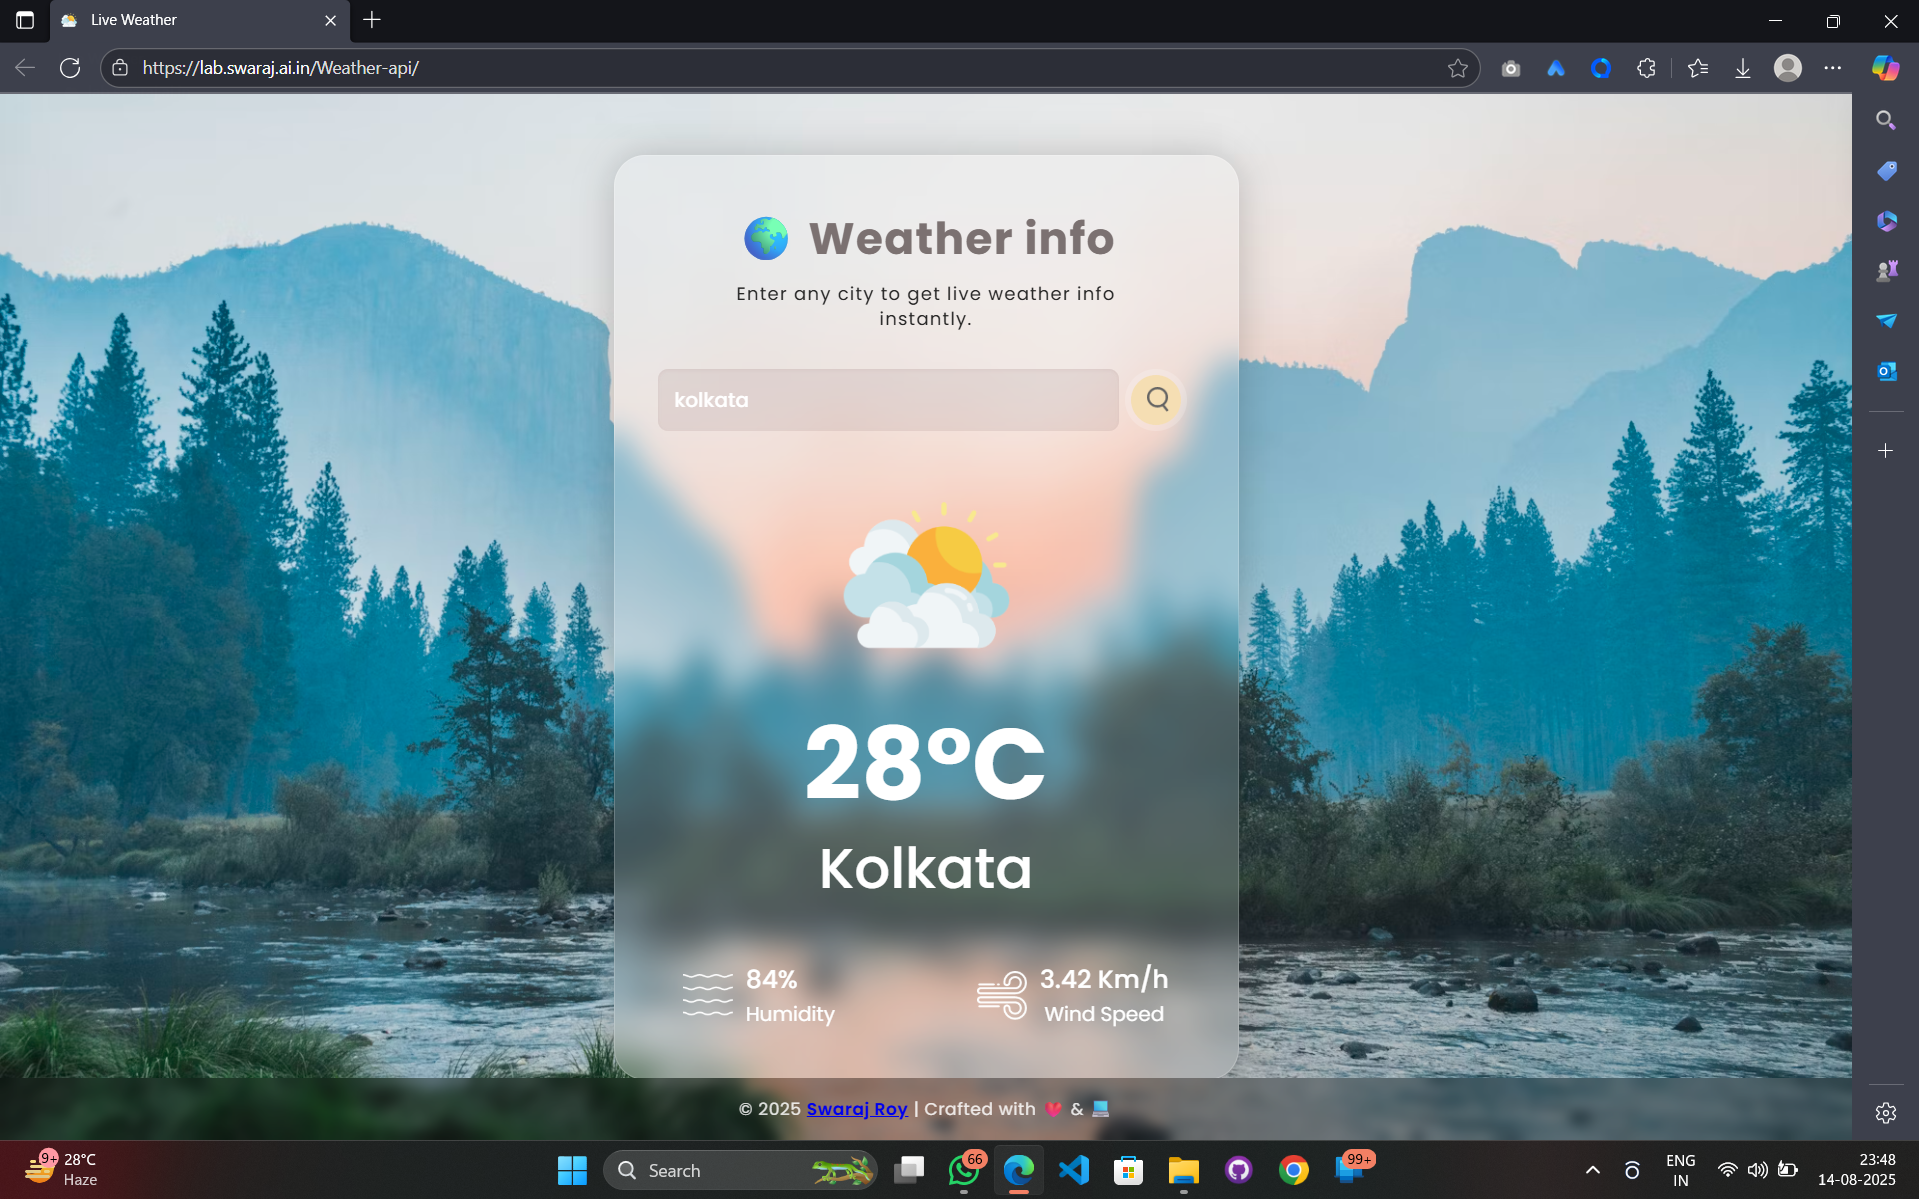 Live Weather
https://lab.swaraj.ai.in/Weather-api/
Weather info
Enter any city to get live weather info
instantly.
kolkata
28°C
Kolkata
84%
Humidity
3.42 Km/h
Wind Speed
© 2025 Swaraj Roy | Crafted with 💓 & 💻
9+
28°C
Haze
Search
66
99+
ENG
IN
23:48
14-08-2025